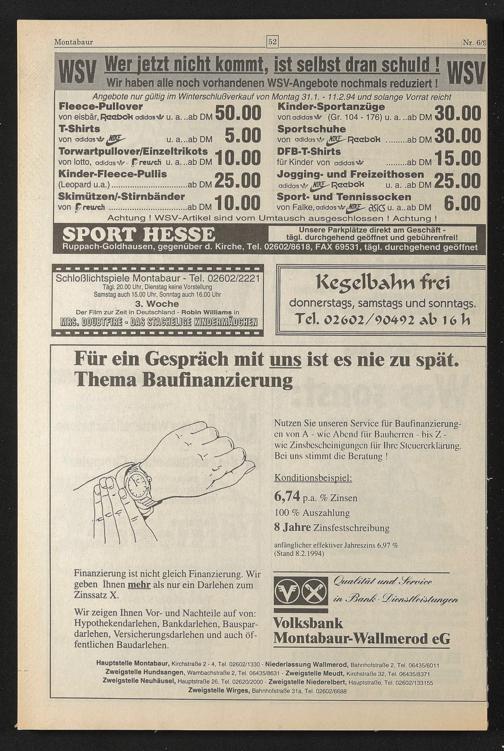 Montabaur 52 Nr. 6/9
WSV Wer jetzt nicht kommt, ist selbst dran schuld ! WSV
Wir haben alle noch vorhandenen WSV-Angebote nochmals reduziert !
Angebote nur gültig im Winterschlußverkauf von Montag 31.1. - 11.2.94 und solange Vorrat reicht
Fleece-Pullover
von eisbär, Reebok adidas u. a...ab DM 50.00
T-Shirts
von adidas NIKE u. a...ab DM 5.00
Torwartpullover/Einzeltrikots
von lotto, adidas reusch u. a...ab DM 10.00
Kinder-Fleece-Pullis
(Leopard u.a.) ab DM 25.00
Skimützen/-Stirnbänder
von reusch ab DM 10.00
Kinder-Sportanzüge
von adidas (Gr. 104 - 176) u. a....ab DM 30.00
Sportschuhe
von adidas NIKE Reebok ...ab DM 30.00
DFB-T-Shirts
für Kinder von adidas ab DM 15.00
Jogging- und Freizeithosen
adidas NIKE Reebok u. a...ab DM 25.00
Sport- und Tennissocken
von Falke, adidas NIKE asics u. a...ab DM 6.00
Achtung ! WSV-Artikel sind vom Umtausch ausgeschlossen ! Achtung !
SPORT HESSE
Unsere Parkplätze direkt am Geschäft -
tägl. durchgehend geöffnet und gebührenfrei!
Ruppach-Goldhausen, gegenüber d. Kirche, Tel. 02602/8618, FAX 69531, tägl. durchgehend geöffnet
Schloßlichtspiele Montabaur - Tel. 02602/2221
Tägl. 20.00 Uhr, Dienstag keine Vorstellung
Samstag auch 15.00 Uhr, Sonntag auch 16.00 Uhr
3. Woche
Der Film zur Zeit in Deutschland - Robin Williams in
MRS. DOUBTFIRE - DAS STACHELIGE KINDERMÄDCHEN
Kegelbahn frei
donnerstags, samstags und sonntags.
Tel. 02602/90492 ab 16 h
Für ein Gespräch mit uns ist es nie zu spät.
Thema Baufinanzierung
Nutzen Sie unseren Service für Baufinanzierung-
en von A - wie Abend für Bauherren - bis Z -
wie Zinsbescheinigungen für Ihre Steuererklärung.
Bei uns stimmt die Beratung !
Konditionsbeispiel:
6,74 p.a. % Zinsen
100 % Auszahlung
8 Jahre Zinsfestschreibung
anfänglicher effektiver Jahreszins 6,97 %
(Stand 8.2.1994)
Finanzierung ist nicht gleich Finanzierung. Wir
geben Ihnen mehr als nur ein Darlehen zum
Zinssatz X.
Wir zeigen Ihnen Vor- und Nachteile auf von:
Hypothekendarlehen, Bankdarlehen, Bauspar-
darlehen, Versicherungsdarlehen und auch öf-
fentlichen Baudarlehen.
Qualität und Service
in Bank-Dienstleistungen
Volksbank
Montabaur-Wallmerod eG
Hauptstelle Montabaur, Kirchstraße 2 - 4, Tel. 02602/1330 - Niederlassung Wallmerod, Bahnhofstraße 2, Tel. 06435/6011
Zweigstelle Hundsangen, Wambachstraße 2, Tel. 06435/8631 - Zweigstelle Meudt, Kirchstraße 32, Tel. 06435/8371
Zweigstelle Neuhäusel, Hauptstraße 26, Tel. 02620/2000 - Zweigstelle Niederelbert, Hauptstraße, Tel. 02602/133155
Zweigstelle Wirges, Bahnhofstraße 31a, Tel. 02602/6688